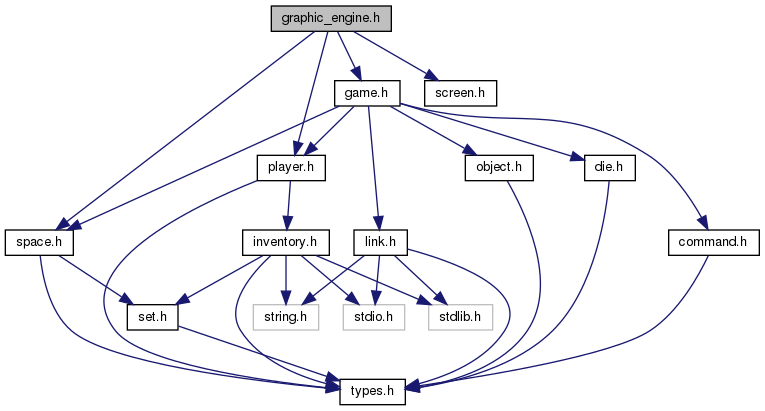 graphic_engine.h
game.h
screen.h
player.h
object.h
die.h
space.h
inventory.h
link.h
command.h
set.h
string.h
stdio.h
stdlib.h
types.h